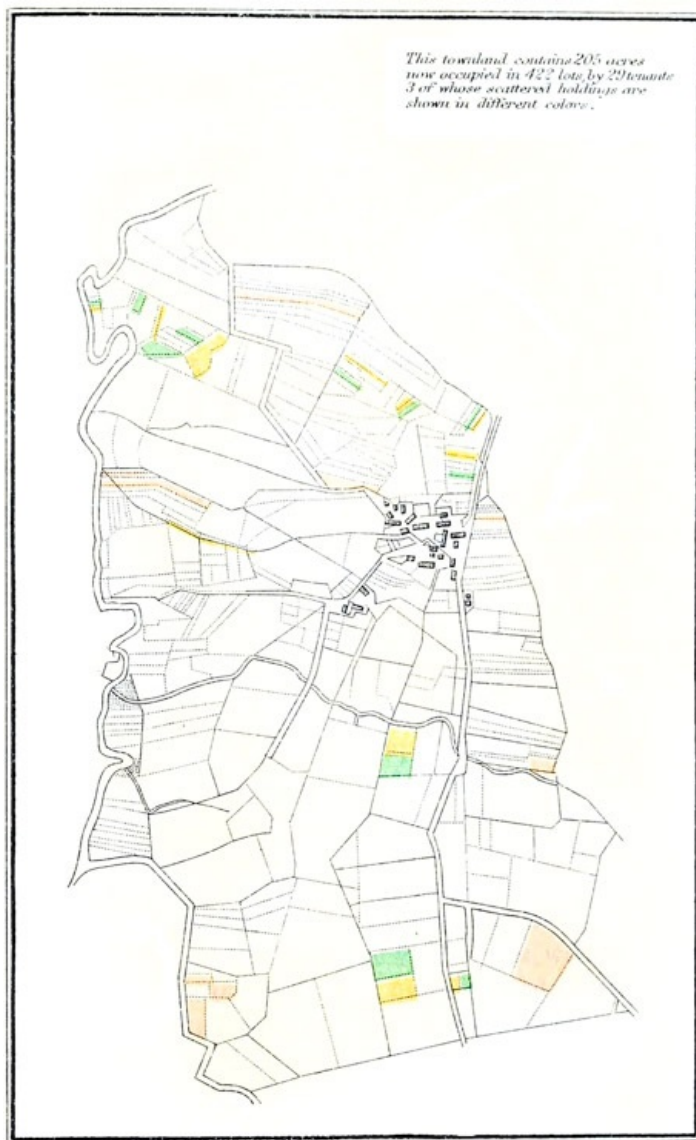 This townland contains 205 acres
now occupied in 422 lots, by 29 tenants
3 of whose scattered holdings are
shown in different colors.